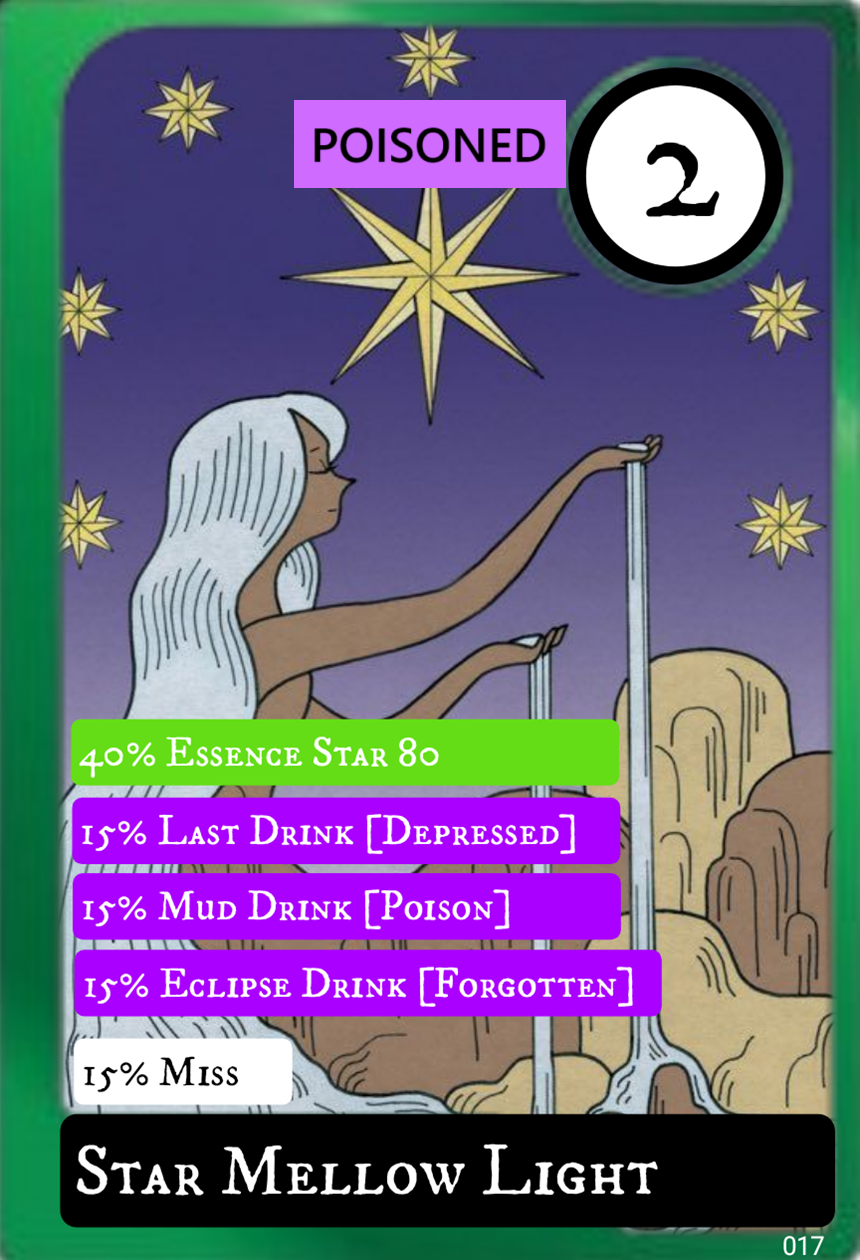 POISONED
2
40% Essence Star 80
15% Last Drink [Depressed]
15% Mud Drink [Poison]
15% Eclipse Drink [Forgotten]
15% Miss
Star Mellow Light
017